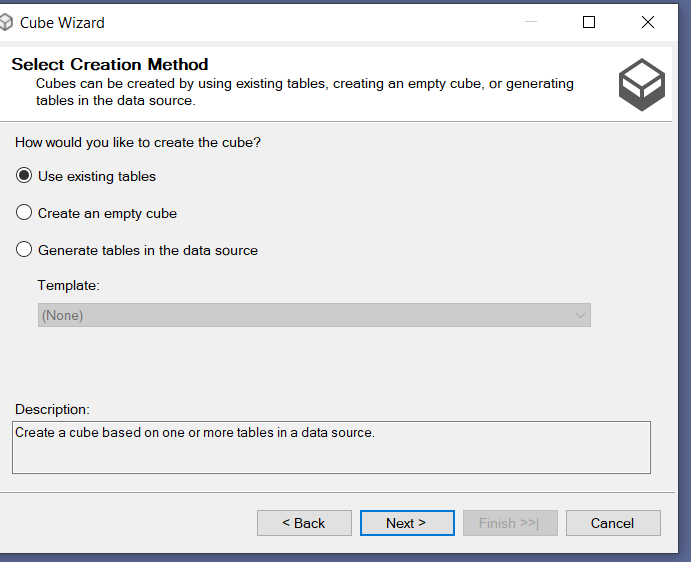 Cube Wizard
Select Creation Method
Cubes can be created by using existing tables, creating an empty cube, or generating
tables in the data source.
How would you like to create the cube?
Use existing tables
Create an empty cube
Generate tables in the data source
Template:
(None)
Description:
Create a cube based on one or more tables in a data source.
< Back Next > Finish >>| Cancel